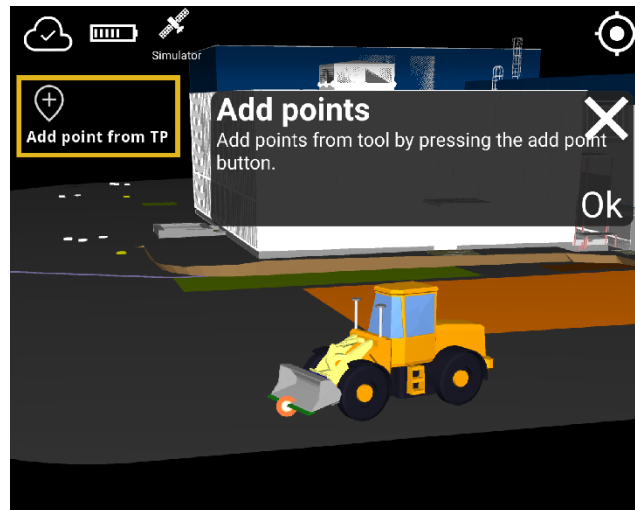 Simulator
Add point from TP
Add points
Add points from tool by pressing the add point
button.
Ok